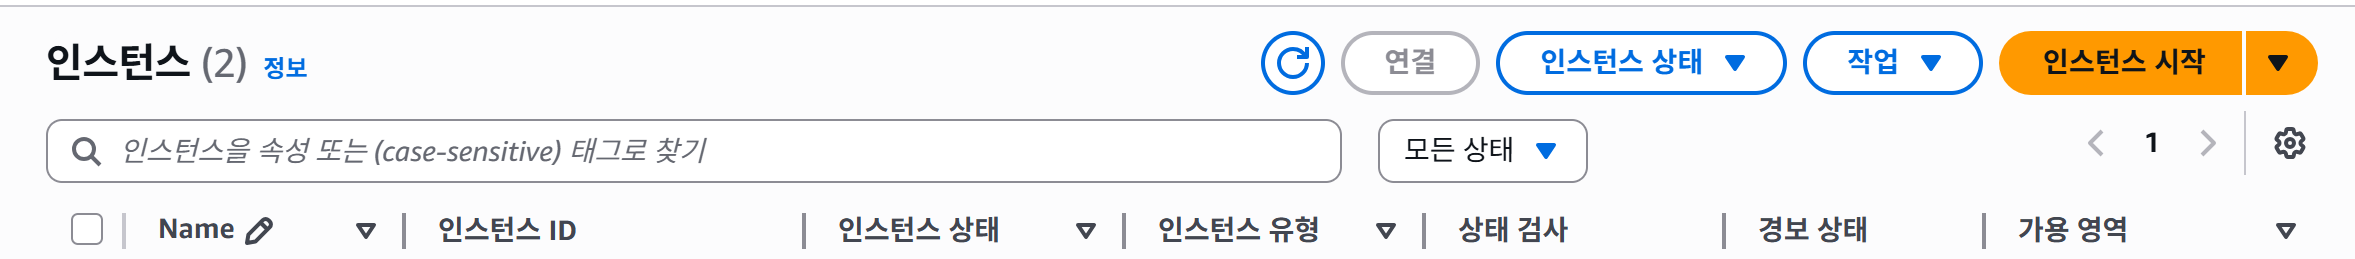 인스턴스 (2) 정보 연결 인스턴스 상태 작업 인스턴스 시작
인스턴스을 속성 또는 (case-sensitive) 태그로 찾기 모든 상태 1
Name 인스턴스 ID 인스턴스 상태 인스턴스 유형 상태 검사 경보 상태 가용 영역